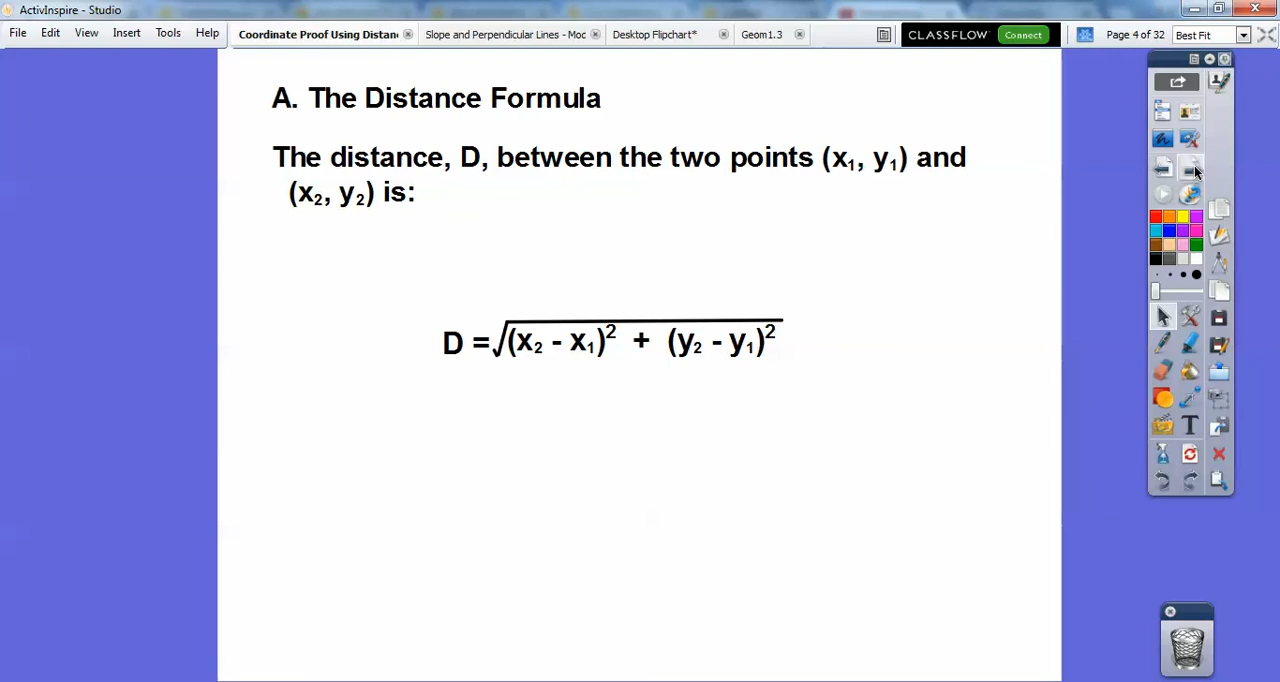 ActivInspire - Studio
File Edit View Insert Tools Help
Coordinate Proof Using Distanc
Slope and Perpendicular Lines - Moc
Desktop Flipchart*
Geom1.3
CLASSFLOW
Connect
Page 4 of 32
Best Fit
A. The Distance Formula
The distance, D, between the two points (x₁, y₁) and
(x₂, y₂) is:
D = √(x₂ - x₁)² + (y₂ - y₁)²
T